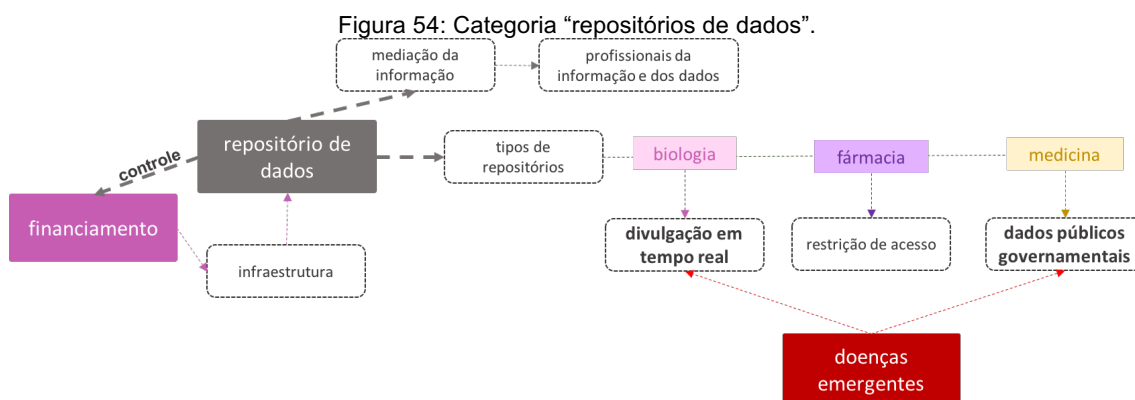 Figura 54: Categoria “repositórios de dados”.
mediação da
informação
profissionais da
informação e dos dados
controle
repositório de
dados
tipos de
repositórios
biologia
fármacia
medicina
financiamento
infraestrutura
divulgação em
tempo real
restrição de acesso
dados públicos
governamentais
doenças
emergentes